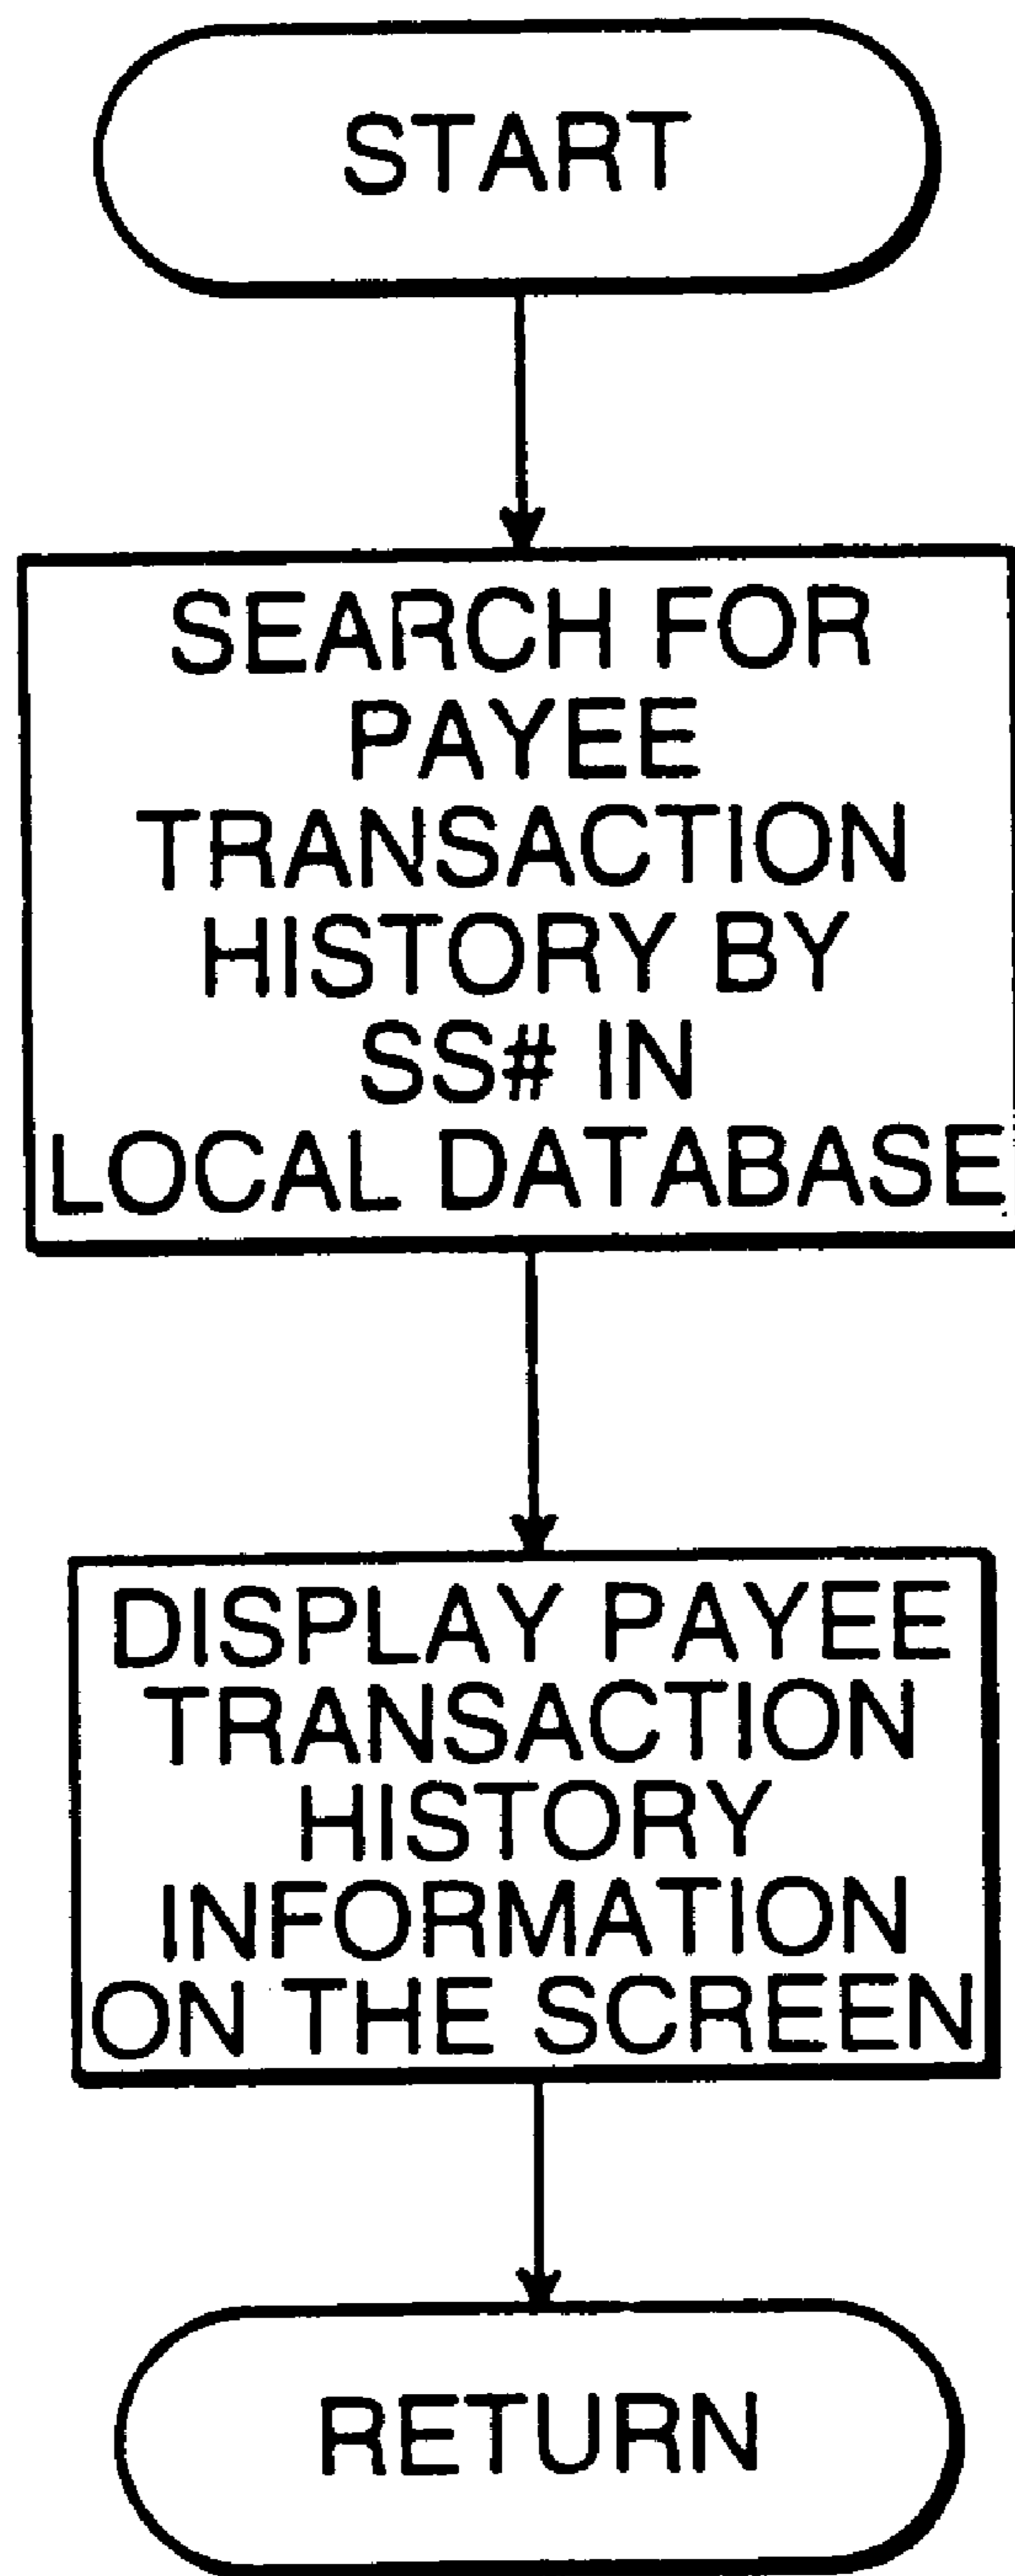 START
SEARCH FOR
PAYEE
TRANSACTION
HISTORY BY
SS# IN
LOCAL DATABASE
DISPLAY PAYEE
TRANSACTION
HISTORY
INFORMATION
ON THE SCREEN
RETURN